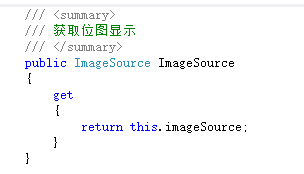 /// <summary>
/// 获取位图显示
/// </summary>
public ImageSource ImageSource
{
    get
    {
        return this.imageSource;
    }
}